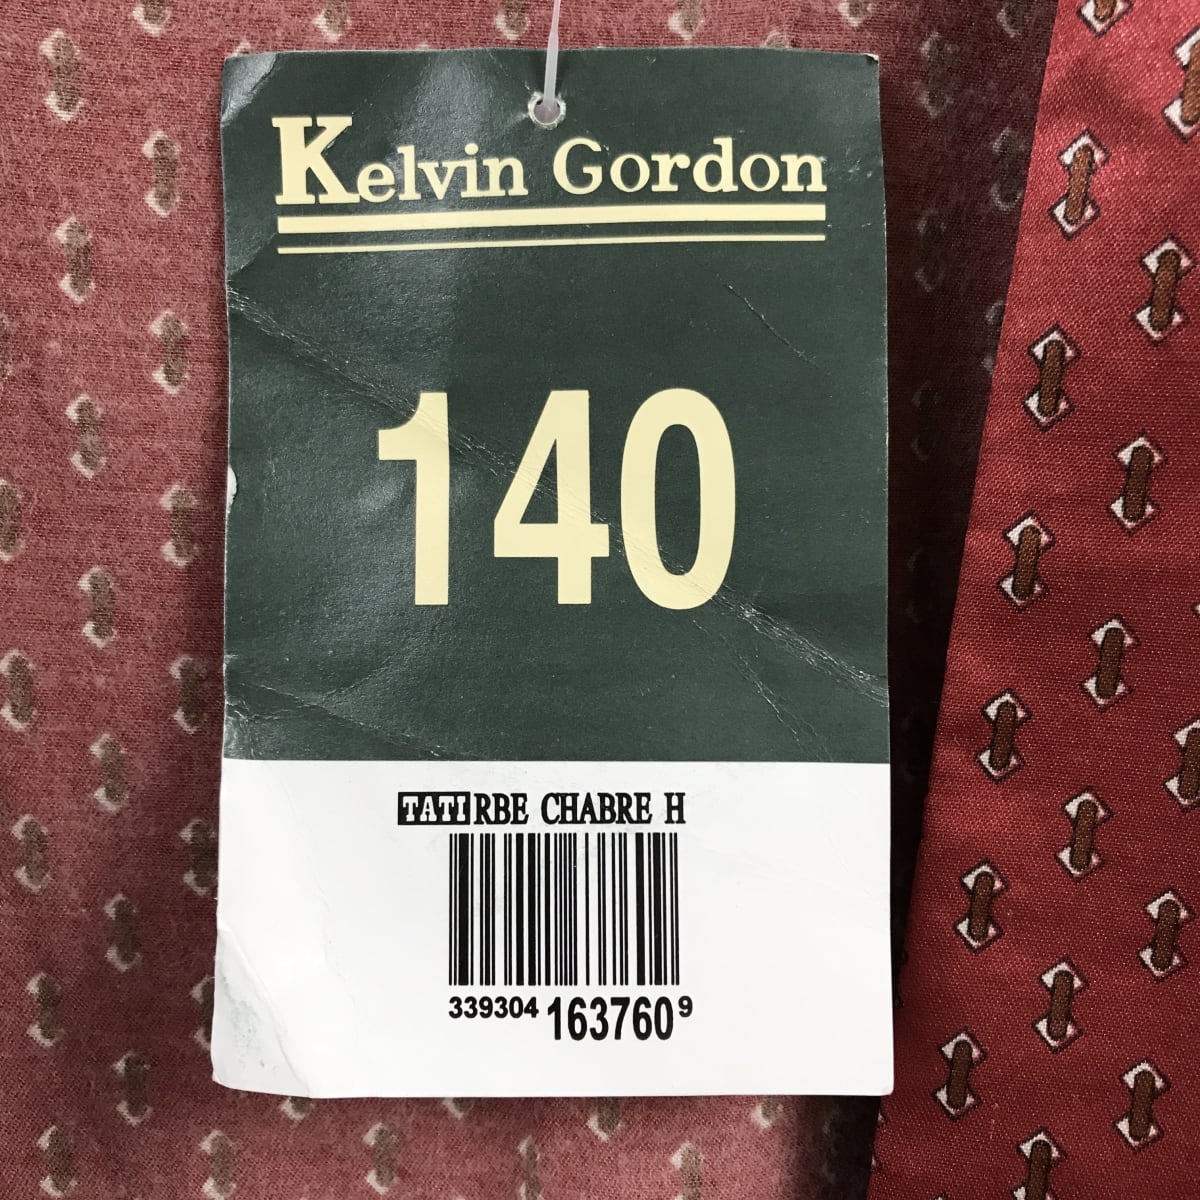 Kelvin Gordon
140
TATI RBE CHABRE H
339304 163760 9